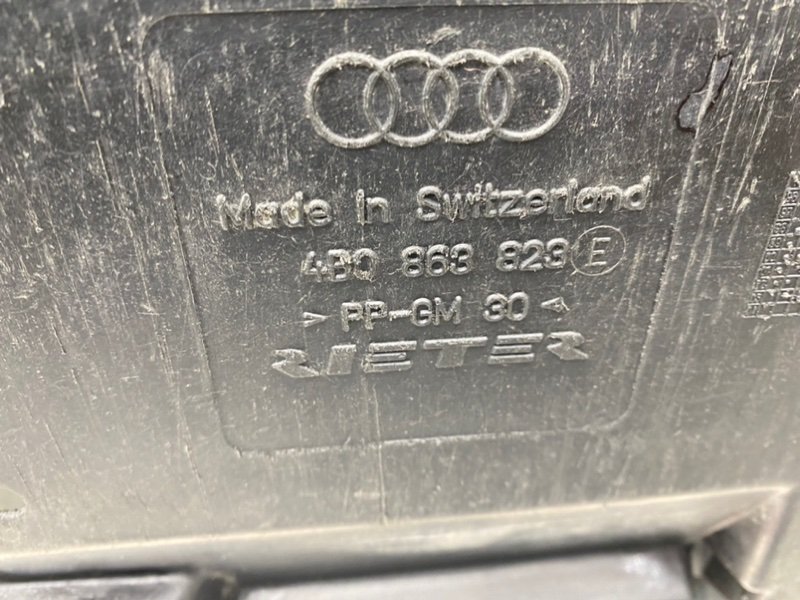 Made in Switzerland
4B0 863 823 E
> PP-GM 30 <
RIETER